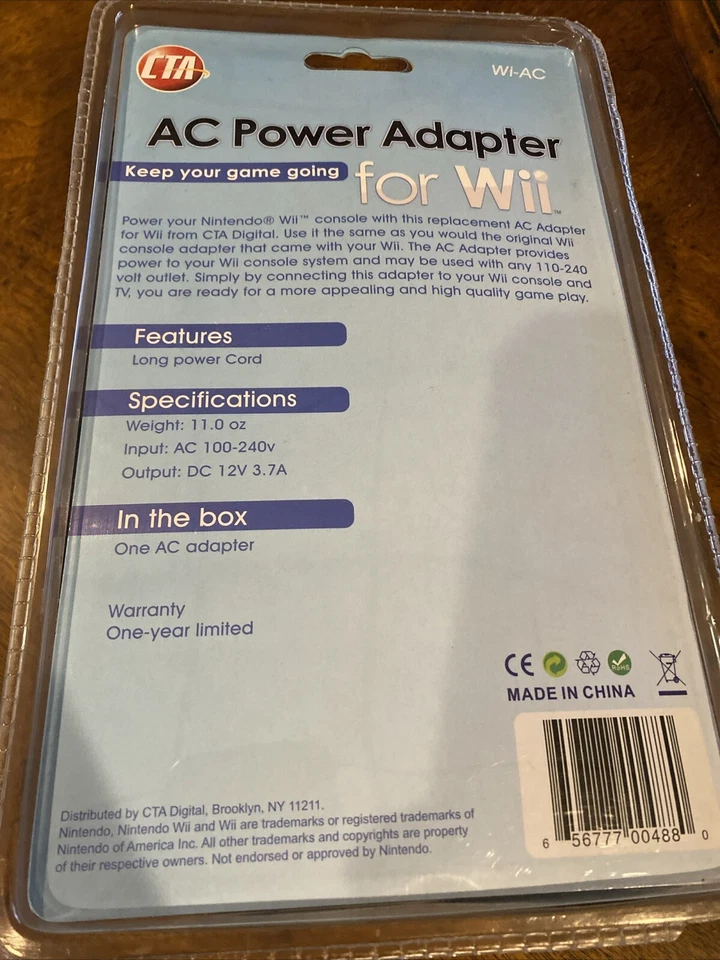 CTA
WI-AC
AC Power Adapter
Keep your game going
for Wii™
Power your Nintendo® Wii™ console with this replacement AC Adapter
for Wii from CTA Digital. Use it the same as you would the original Wii
console adapter that came with your Wii. The AC Adapter provides
power to your Wii console system and may be used with any 110-240
volt outlet. Simply by connecting this adapter to your Wii console and
TV, you are ready for a more appealing and high quality game play.
Features
Long power Cord
Specifications
Weight: 11.0 oz
Input: AC 100-240v
Output: DC 12V 3.7A
In the box
One AC adapter
Warranty
One-year limited
CE
RoHS
MADE IN CHINA
Distributed by CTA Digital, Brooklyn, NY 11211.
Nintendo, Nintendo Wii and Wii are trademarks or registered trademarks of
Nintendo of America Inc. All other trademarks and copyrights are property
of their respective owners. Not endorsed or approved by Nintendo.
6 56777 00488 0